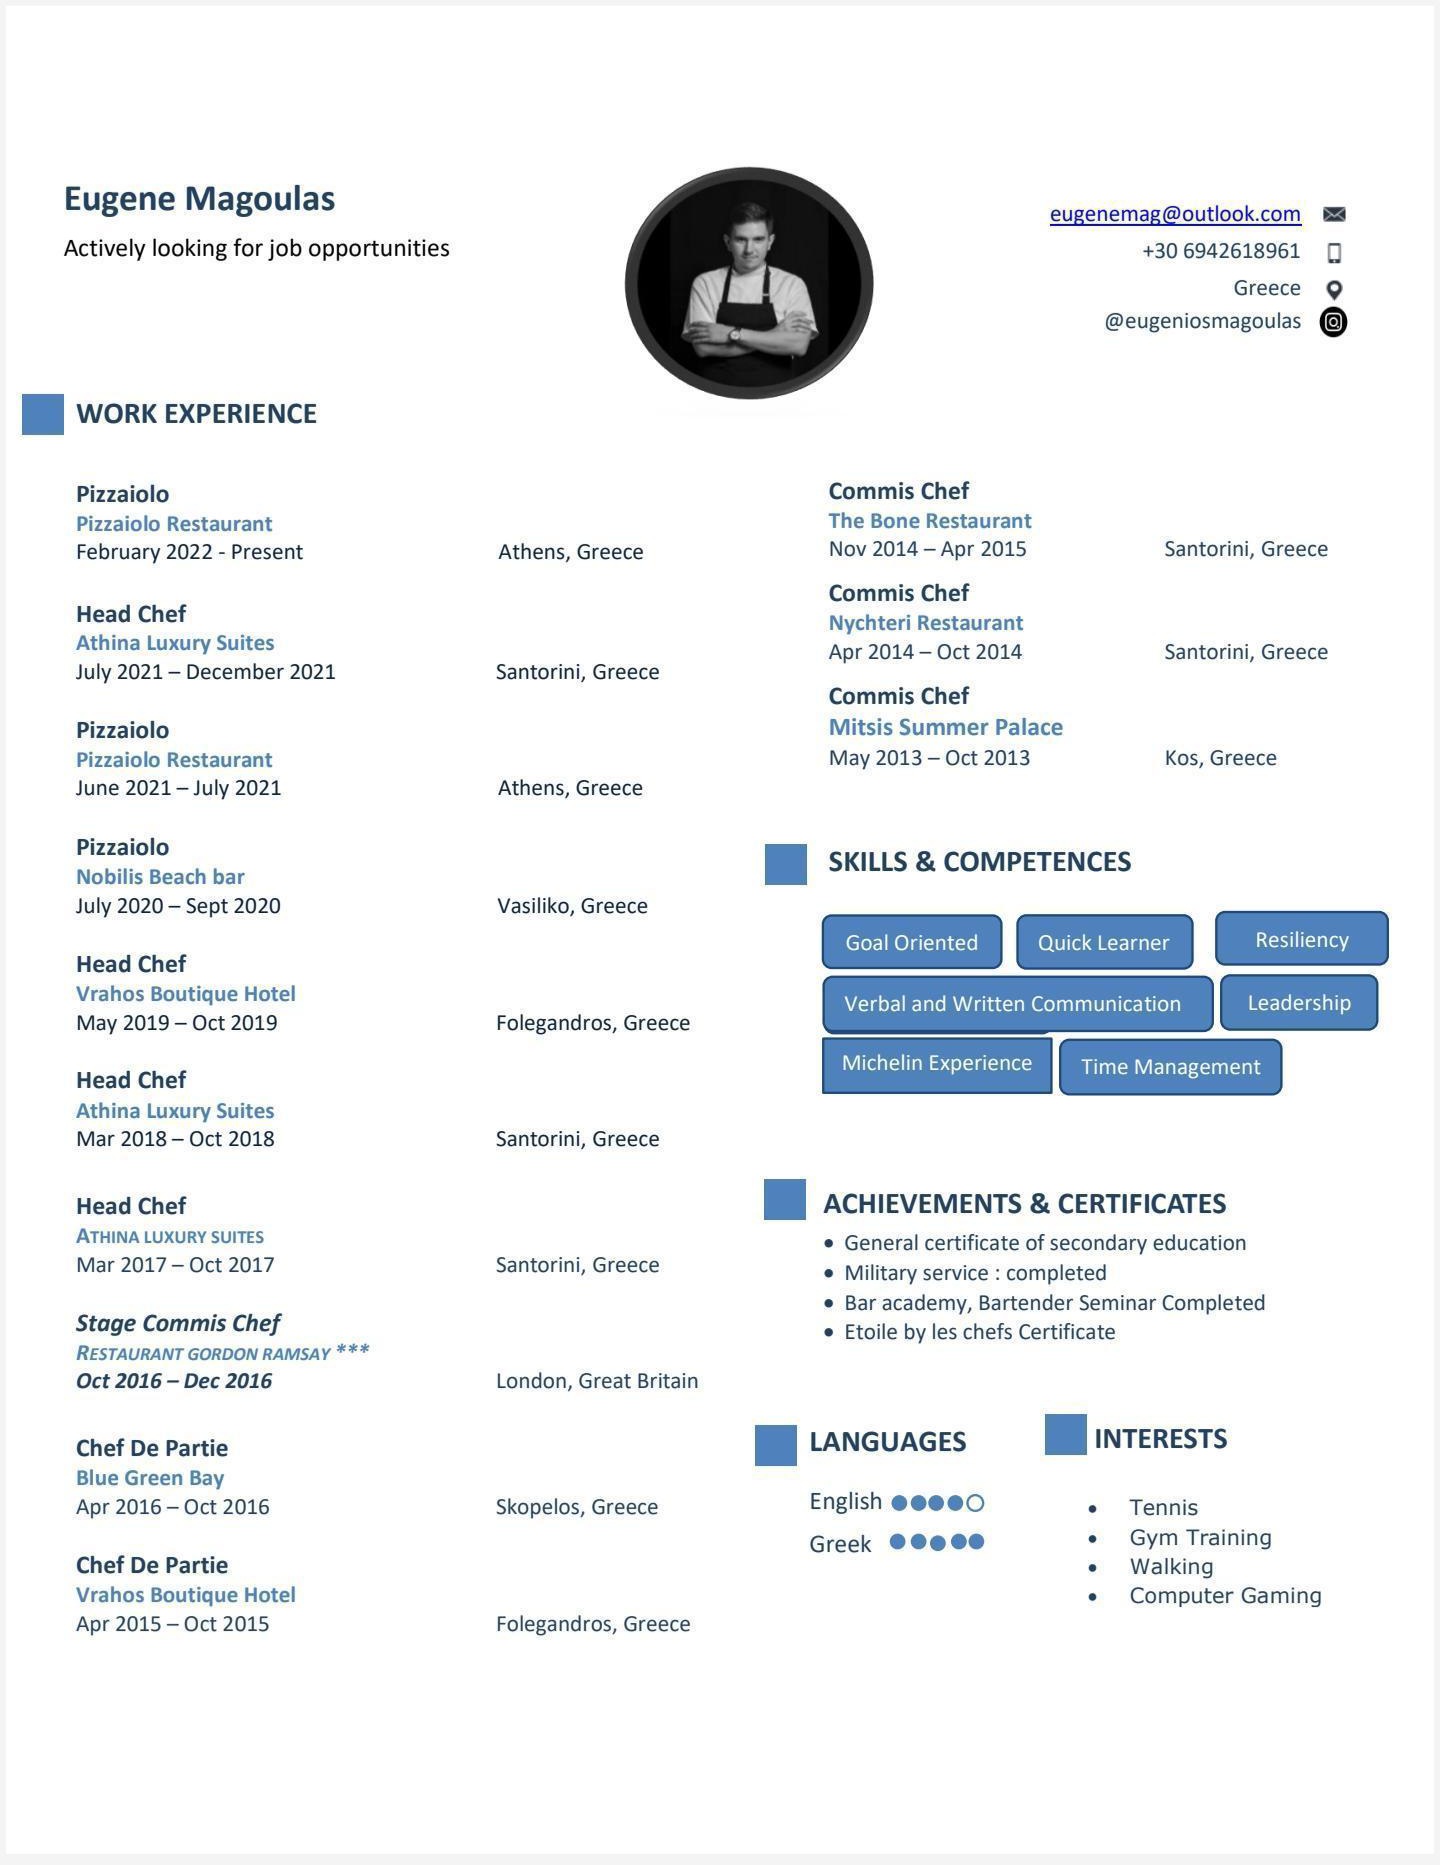 Eugene Magoulas
Actively looking for job opportunities
eugenemag@outlook.com
+30 6942618961
Greece
@eugeniosmagoulas
WORK EXPERIENCE
Pizzaiolo
Pizzaiolo Restaurant
February 2022 - Present Athens, Greece
Head Chef
Athina Luxury Suites
July 2021 – December 2021 Santorini, Greece
Pizzaiolo
Pizzaiolo Restaurant
June 2021 – July 2021 Athens, Greece
Pizzaiolo
Nobilis Beach bar
July 2020 – Sept 2020 Vasiliko, Greece
Head Chef
Vrahos Boutique Hotel
May 2019 – Oct 2019 Folegandros, Greece
Head Chef
Athina Luxury Suites
Mar 2018 – Oct 2018 Santorini, Greece
Head Chef
ATHINA LUXURY SUITES
Mar 2017 – Oct 2017 Santorini, Greece
Stage Commis Chef
RESTAURANT GORDON RAMSAY ***
Oct 2016 – Dec 2016 London, Great Britain
Chef De Partie
Blue Green Bay
Apr 2016 – Oct 2016 Skopelos, Greece
Chef De Partie
Vrahos Boutique Hotel
Apr 2015 – Oct 2015 Folegandros, Greece
Commis Chef
The Bone Restaurant
Nov 2014 – Apr 2015 Santorini, Greece
Commis Chef
Nychteri Restaurant
Apr 2014 – Oct 2014 Santorini, Greece
Commis Chef
Mitsis Summer Palace
May 2013 – Oct 2013 Kos, Greece
SKILLS & COMPETENCES
Goal Oriented Quick Learner Resiliency
Verbal and Written Communication Leadership
Michelin Experience Time Management
ACHIEVEMENTS & CERTIFICATES
• General certificate of secondary education
• Military service : completed
• Bar academy, Bartender Seminar Completed
• Etoile by les chefs Certificate
LANGUAGES
English
Greek
INTERESTS
• Tennis
• Gym Training
• Walking
• Computer Gaming